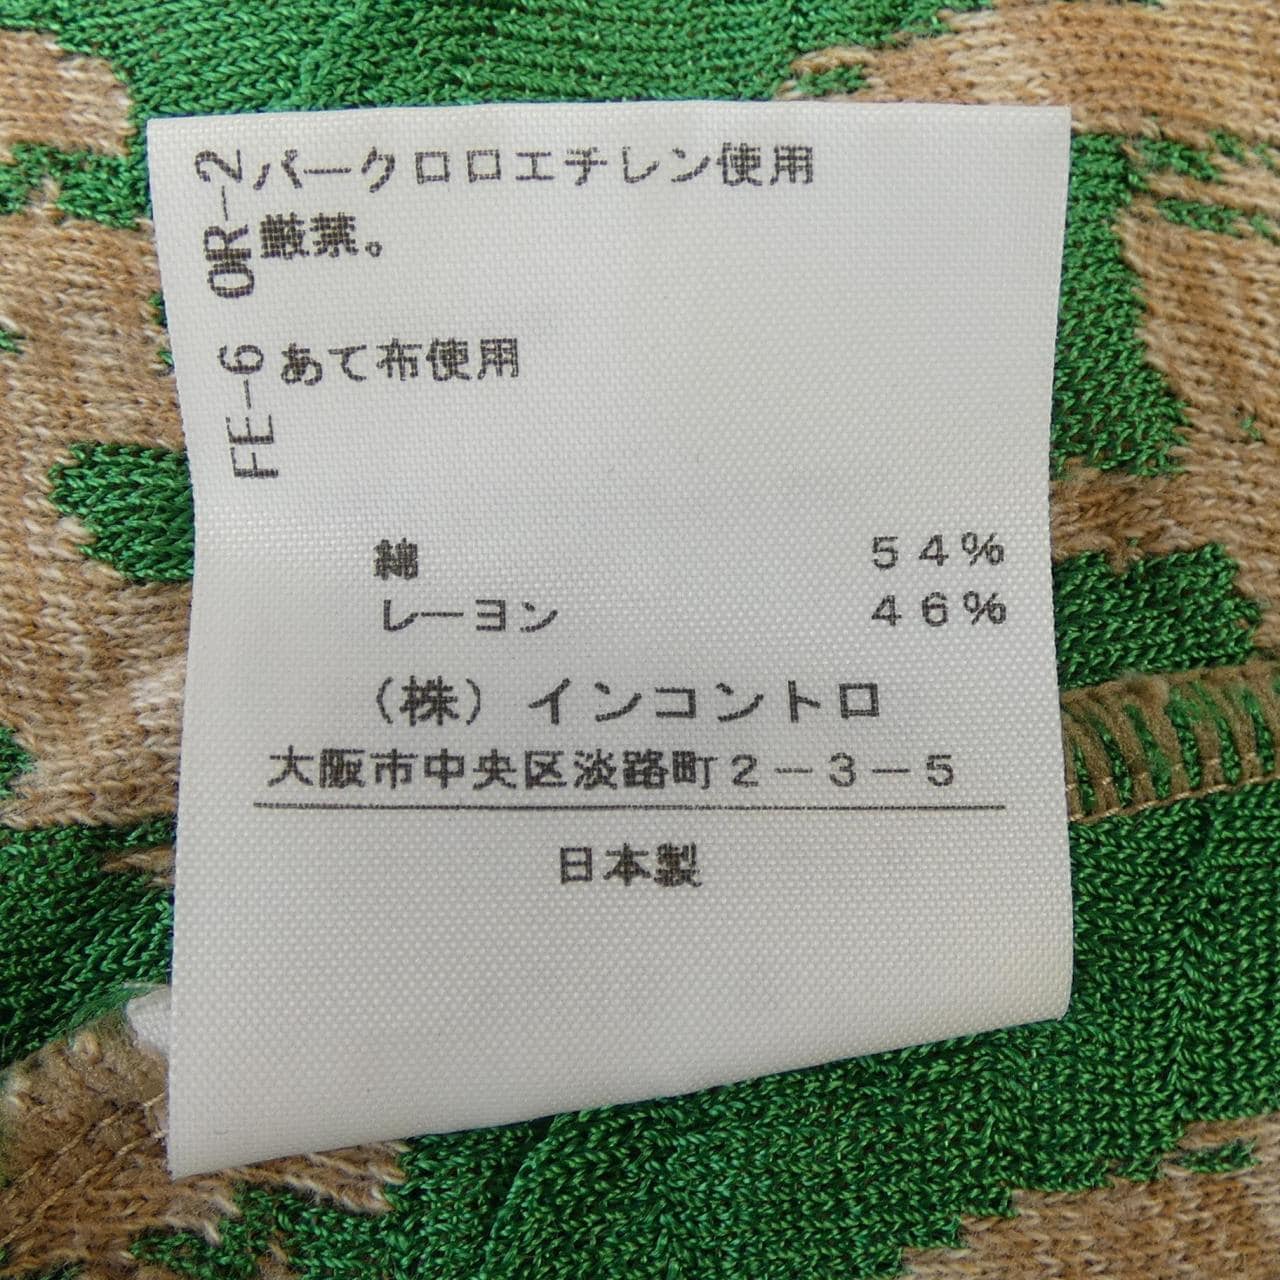 OR-2
パークロロエチレン使用
厳禁。
FE-6
あて布使用
綿 54%
レーヨン 46%
(株)インコントロ
大阪市中央区淡路町2-3-5
日本製